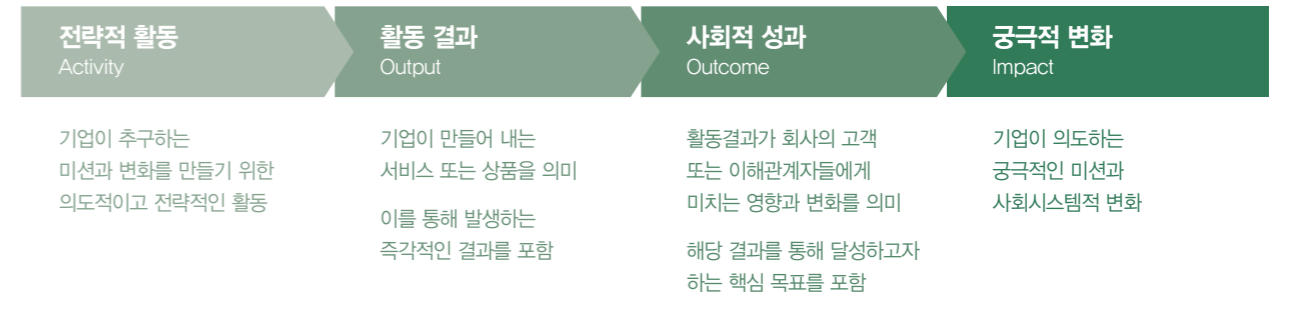 전략적 활동
Activity
기업이 추구하는
미션과 변화를 만들기 위한
의도적이고 전략적인 활동
활동 결과
Output
기업이 만들어 내는
서비스 또는 상품을 의미
이를 통해 발생하는
즉각적인 결과를 포함
사회적 성과
Outcome
활동결과가 회사의 고객
또는 이해관계자들에게
미치는 영향과 변화를 의미
해당 결과를 통해 달성하고자
하는 핵심 목표를 포함
궁극적 변화
Impact
기업이 의도하는
궁극적인 미션과
사회시스템적 변화